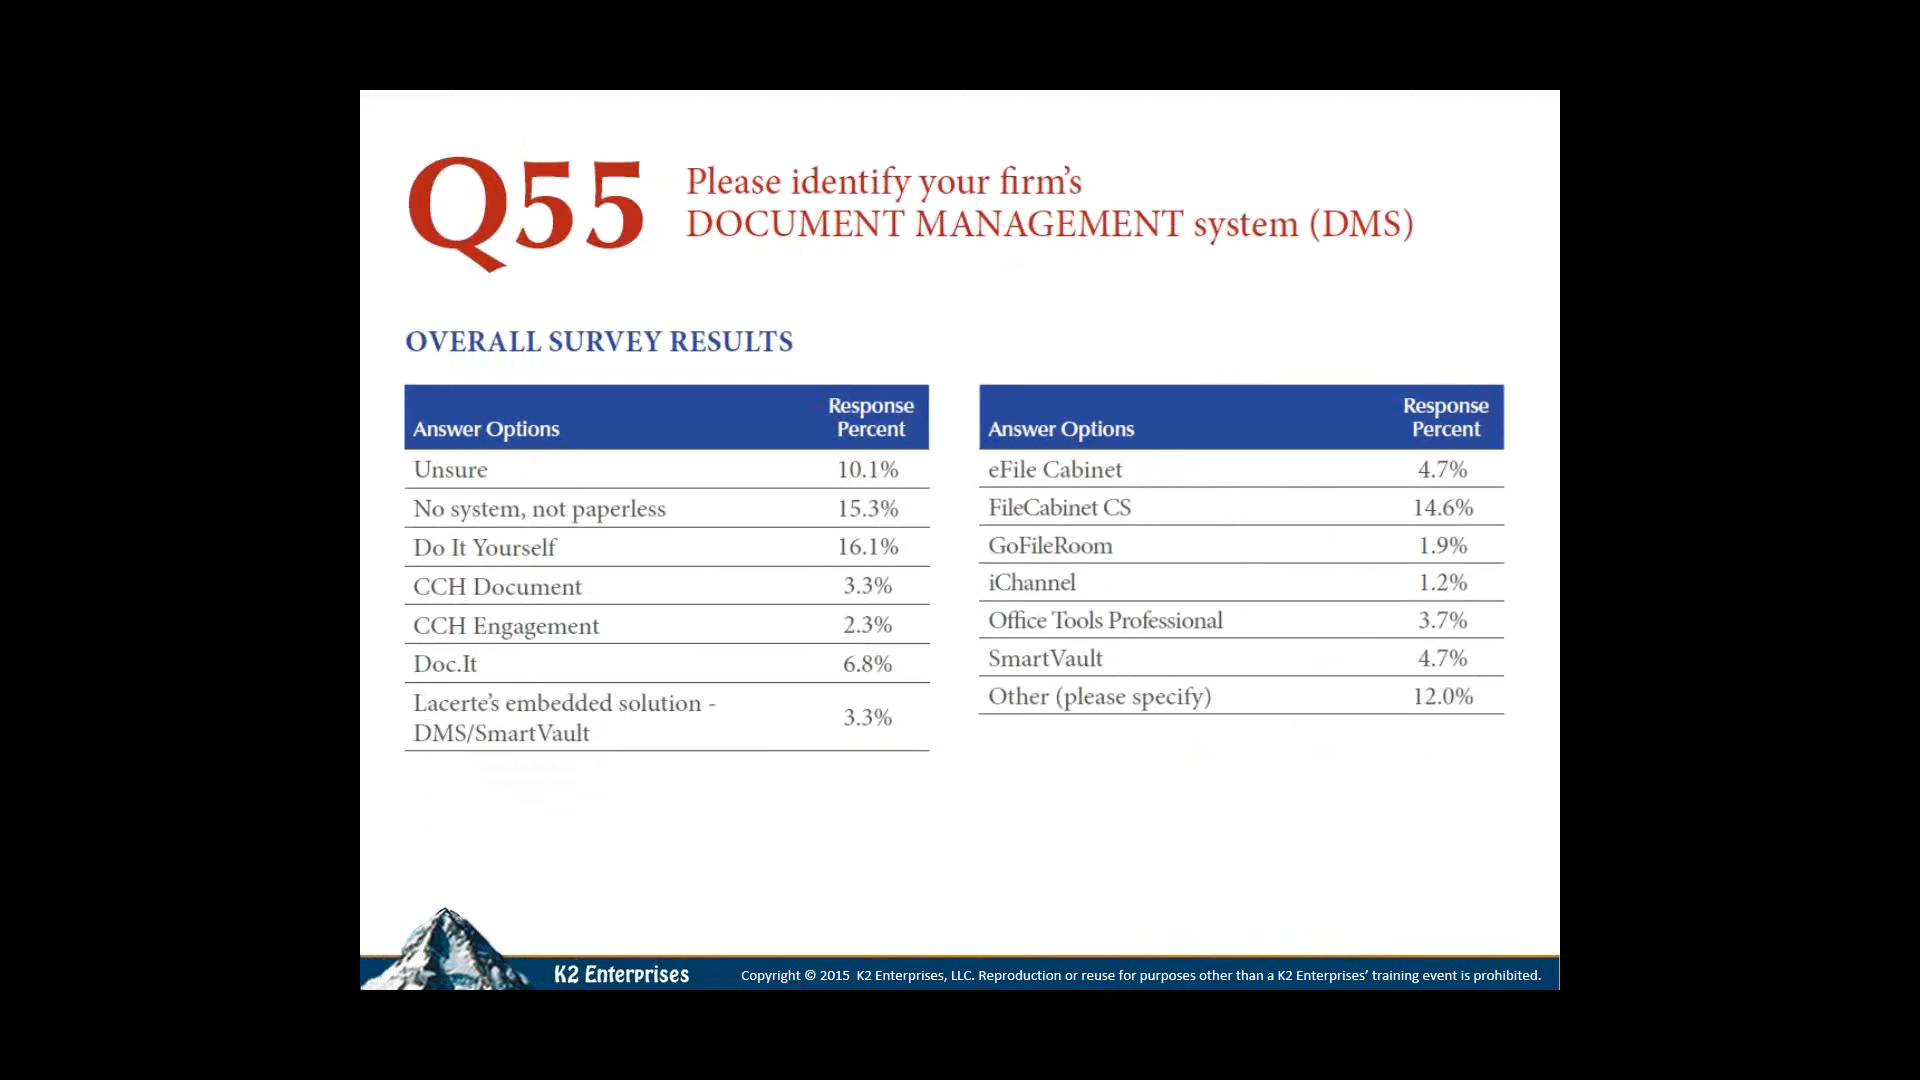 Q55
Please identify your firm's
DOCUMENT MANAGEMENT system (DMS)
OVERALL SURVEY RESULTS
Answer Options Response Percent
Unsure 10.1%
No system, not paperless 15.3%
Do It Yourself 16.1%
CCH Document 3.3%
CCH Engagement 2.3%
Doc.It 6.8%
Lacerte's embedded solution -
DMS/SmartVault 3.3%
Answer Options Response Percent
eFile Cabinet 4.7%
FileCabinet CS 14.6%
GoFileRoom 1.9%
iChannel 1.2%
Office Tools Professional 3.7%
SmartVault 4.7%
Other (please specify) 12.0%
K2 Enterprises Copyright © 2015 K2 Enterprises, LLC. Reproduction or reuse for purposes other than a K2 Enterprises' training event is prohibited.